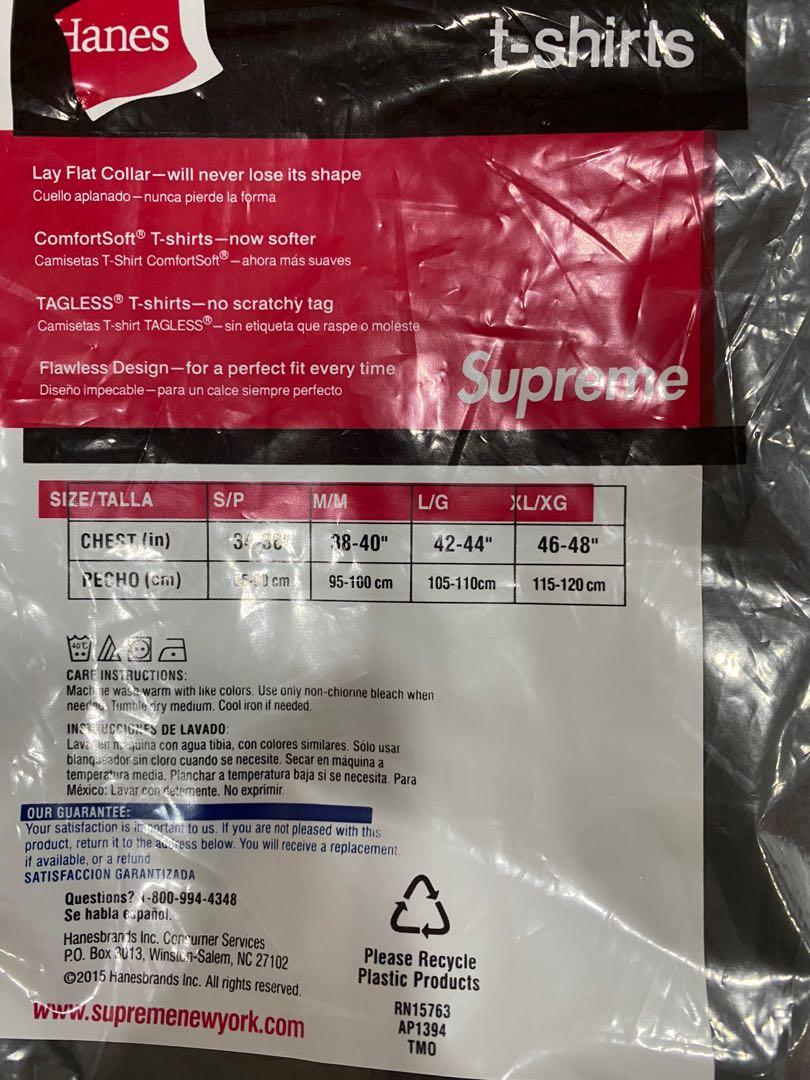 Hanes
t-shirts
Lay Flat Collar—will never lose its shape
Cuello aplanado—nunca pierde la forma
ComfortSoft® T-shirts—now softer
Camisetas T-Shirt ComfortSoft®—ahora más suaves
TAGLESS® T-shirts—no scratchy tag
Camisetas T-shirt TAGLESS®—sin etiqueta que raspe o moleste
Flawless Design—for a perfect fit every time
Diseño impecable—para un calce siempre perfecto
Supreme
SIZE/TALLA S/P M/M L/G XL/XG
CHEST (in) 34-36" 38-40" 42-44" 46-48"
PECHO (cm) cm 95-100 cm 105-110cm 115-120 cm
40°C
CARE INSTRUCTIONS:
Machine wash warm with like colors. Use only non-chlorine bleach when
needed. Tumble dry medium. Cool iron if needed.
INSTRUCCIONES DE LAVADO:
Lavar en máquina con agua tibia, con colores similares. Sólo usar
blanqueador sin cloro cuando se necesite. Secar en máquina a
temperatura media. Planchar a temperatura baja si se necesita. Para
México: Lavar con detergente. No exprimir.
OUR GUARANTEE:
Your satisfaction is important to us. If you are not pleased with this
product, return it to the address below. You will receive a replacement,
if available, or a refund
SATISFACCIÓN GARANTIZADA
Questions? 1-800-994-4348
Se habla español.
Hanesbrands Inc. Consumer Services
P.O. Box 3013, Winston-Salem, NC 27102
©2015 Hanesbrands Inc. All rights reserved.
www.supremenewyork.com
Please Recycle
Plastic Products
RN15763
AP1394
TMO